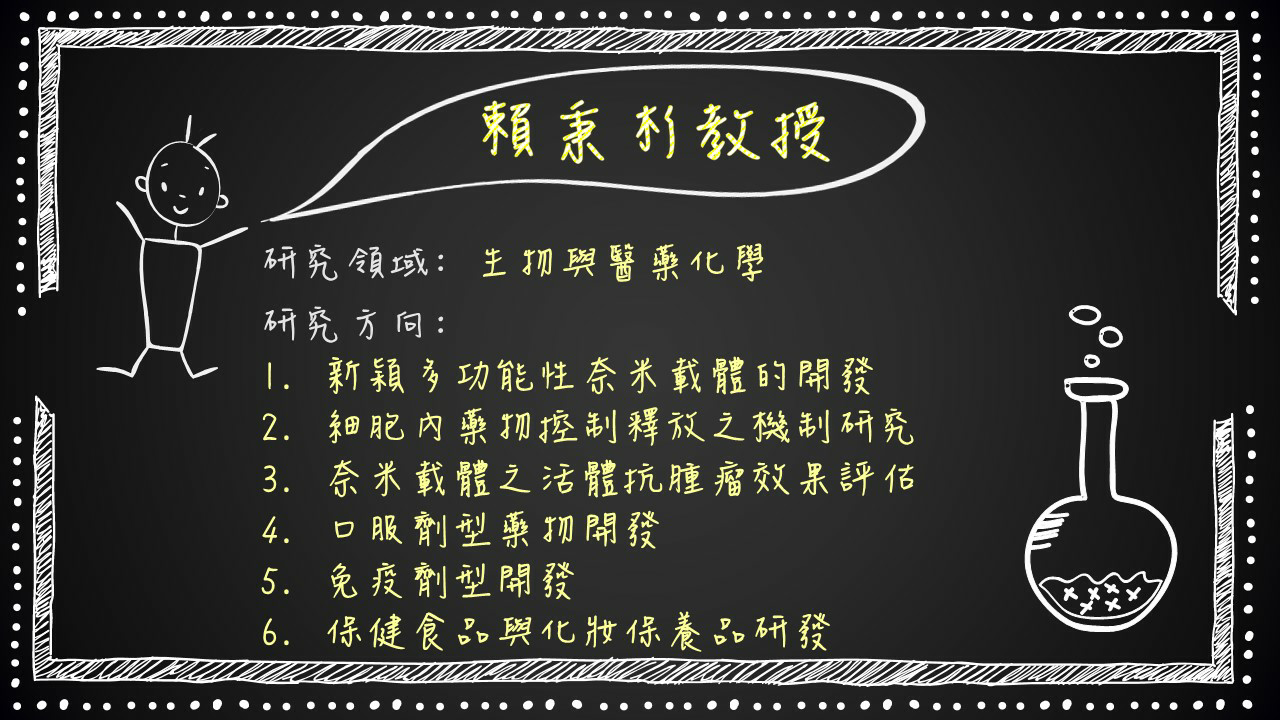 賴秉杉教授
研究領域: 生物與醫藥化學
研究方向:
1. 新穎多功能性奈米載體的開發
2. 細胞內藥物控制釋放之機制研究
3. 奈米載體之活體抗腫瘤效果評估
4. 口服劑型藥物開發
5. 免疫劑型開發
6. 保健食品與化妝保養品研發